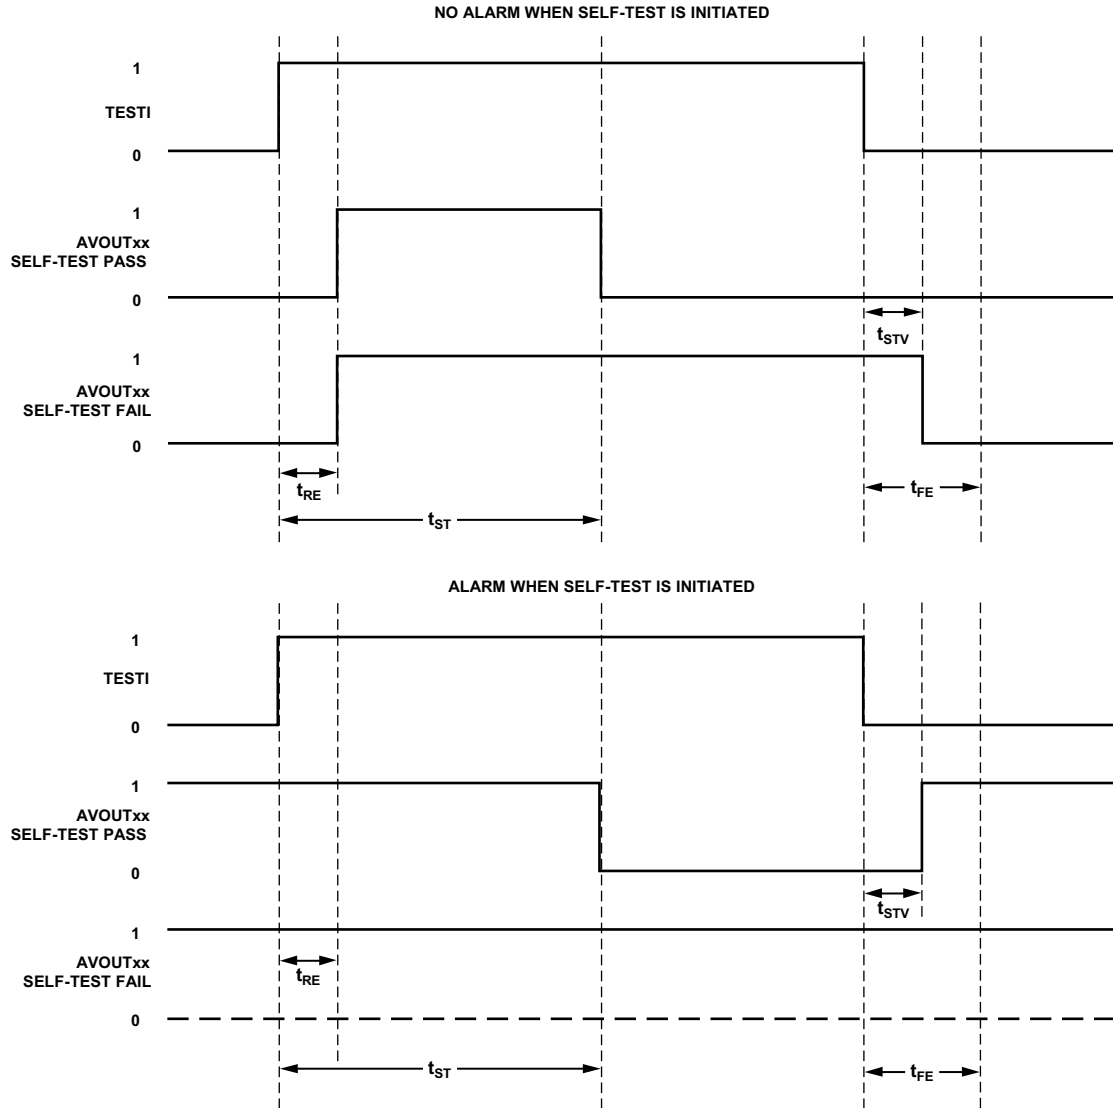 NO ALARM WHEN SELF-TEST IS INITIATED
1
TESTI
0
1
AVOUTxx
SELF-TEST PASS
0
tSTV
1
AVOUTxx
SELF-TEST FAIL
0
tRE
tFE
tST
ALARM WHEN SELF-TEST IS INITIATED
1
TESTI
0
1
AVOUTxx
SELF-TEST PASS
0
tSTV
1
AVOUTxx
SELF-TEST FAIL
tRE
0
tST
tFE